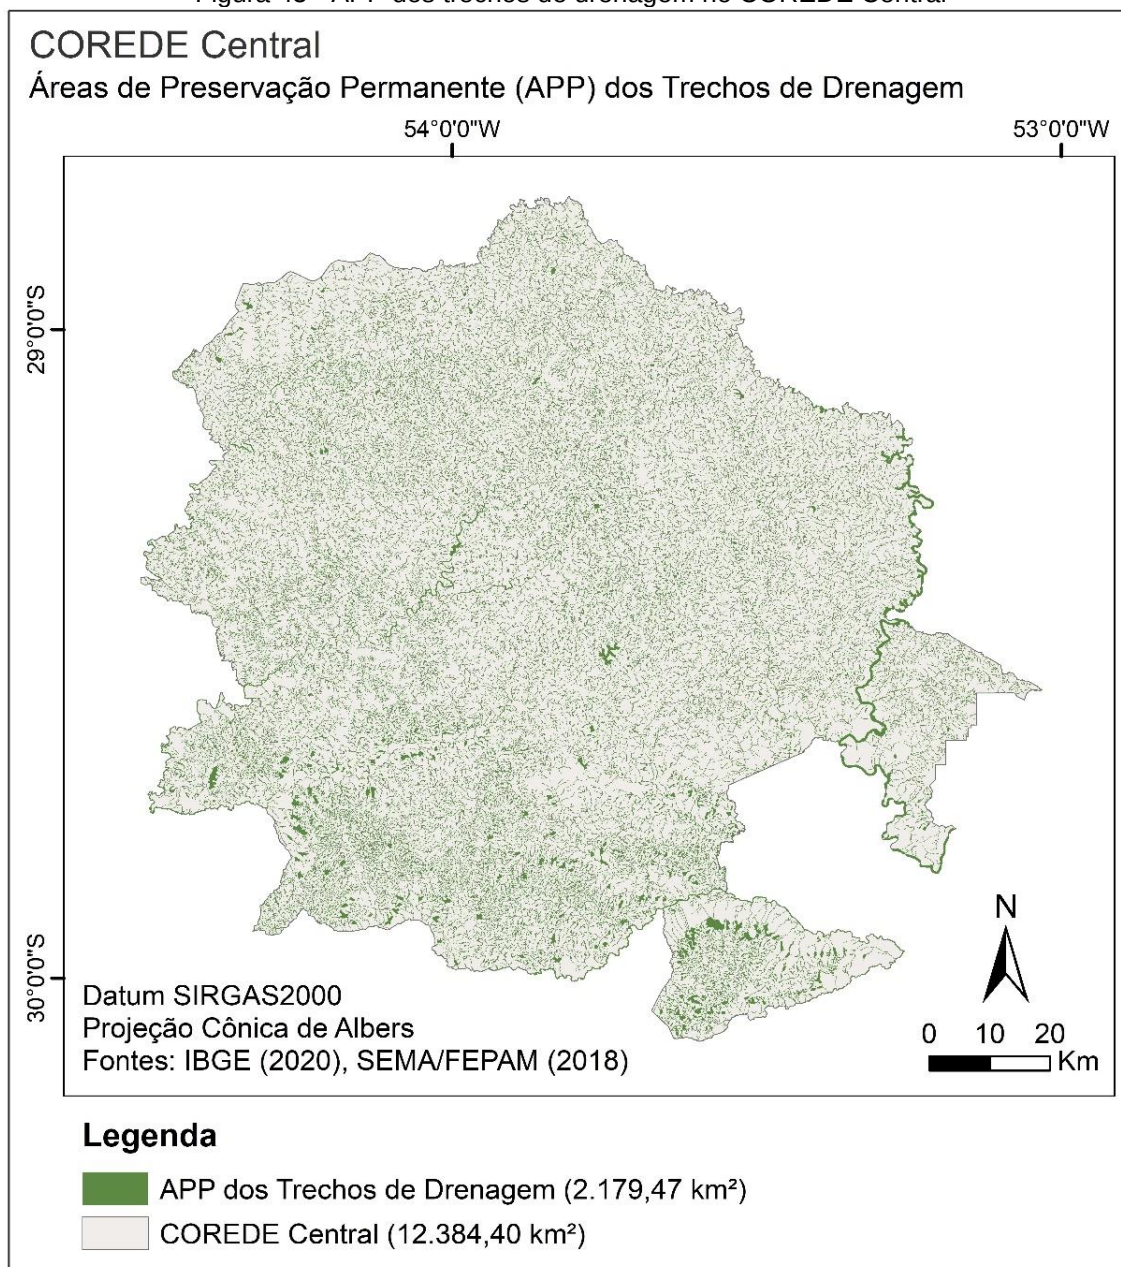 COREDE Central
Áreas de Preservação Permanente (APP) dos Trechos de Drenagem
54°0'0"W
53°0'0"W
29°0'0"S
30°0'0"S
N
Datum SIRGAS2000
Projeção Cônica de Albers
Fontes: IBGE (2020), SEMA/FEPAM (2018)
0 10 20
Km
Legenda
APP dos Trechos de Drenagem (2.179,47 km²)
COREDE Central (12.384,40 km²)